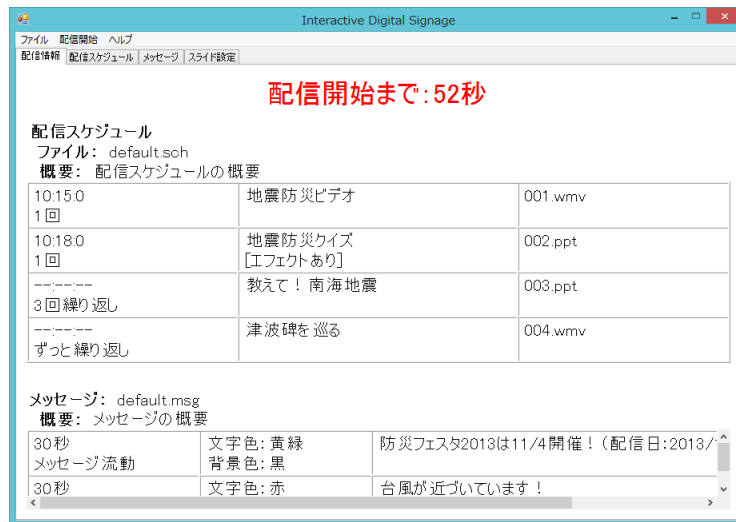 Interactive Digital Signage
ファイル 配信開始 ヘルプ
配信情報 配信スケジュール メッセージ スライド設定
配信開始まで:52秒
配信スケジュール
ファイル: default.sch
概要: 配信スケジュールの概要
10:15:0 地震防災ビデオ 001.wmv
1回
10:18:0 地震防災クイズ 002.ppt
1回 [エフェクトあり]
--:--:-- 教えて!南海地震 003.ppt
3回繰り返し
--:--:-- 津波碑を巡る 004.wmv
ずっと繰り返し
メッセージ: default.msg
概要: メッセージの概要
30秒 文字色:黄緑 防災フェスタ2013は11/4開催!(配信日:2013/
メッセージ流動 背景色:黒
30秒 文字色:赤 台風が近づいています!